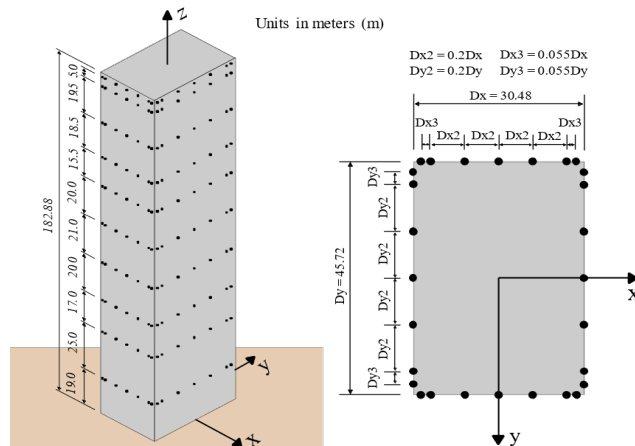 Units in meters (m)
Dx2 = 0.2Dx Dx3 = 0.055Dx
Dy2 = 0.2Dy Dy3 = 0.055Dy
Dx = 30.48
Dx3 Dx3
Dx2 Dx2 Dx2 Dx2
Dy = 45.72
Dy3
Dy2
Dy2
Dy2
Dy2
Dy3
x
y
z
182.88
5.0
19.5
18.5
15.5
20.0
21.0
20.0
17.0
25.0
19.0
y
x